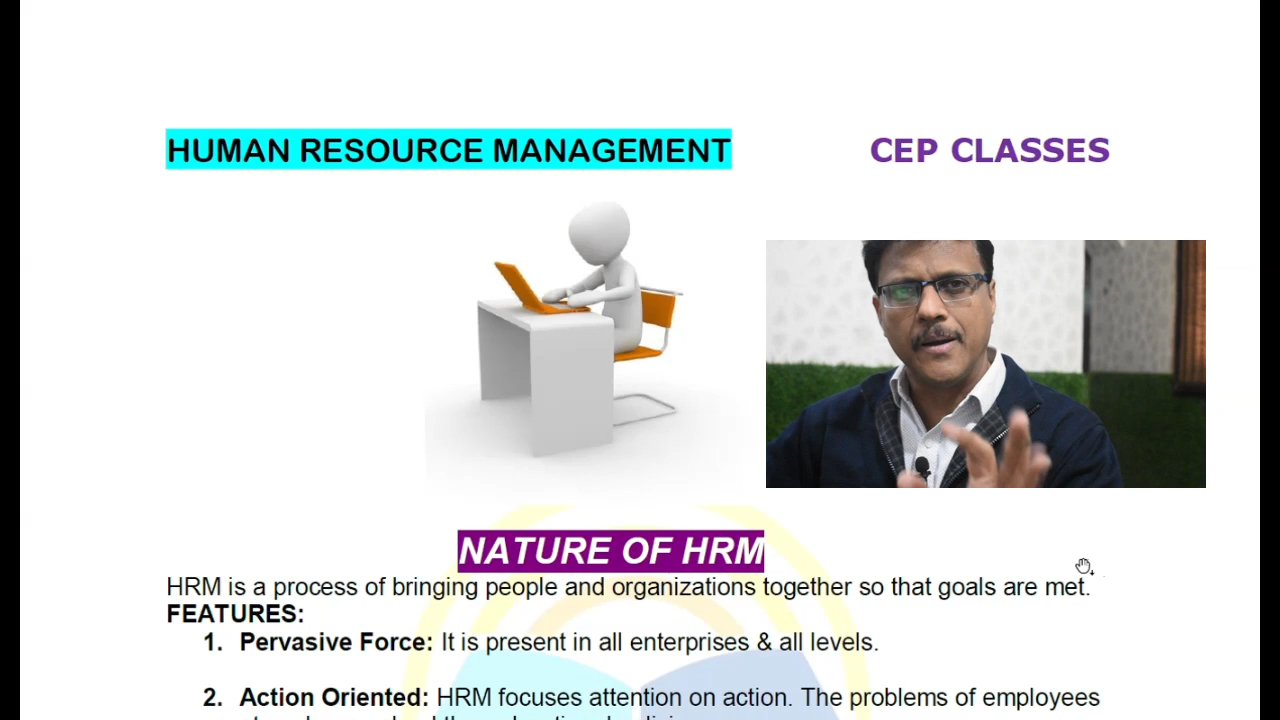 HUMAN RESOURCE MANAGEMENT
CEP CLASSES
NATURE OF HRM
HRM is a process of bringing people and organizations together so that goals are met.
FEATURES:
1. Pervasive Force: It is present in all enterprises & all levels.
2. Action Oriented: HRM focuses attention on action. The problems of employees